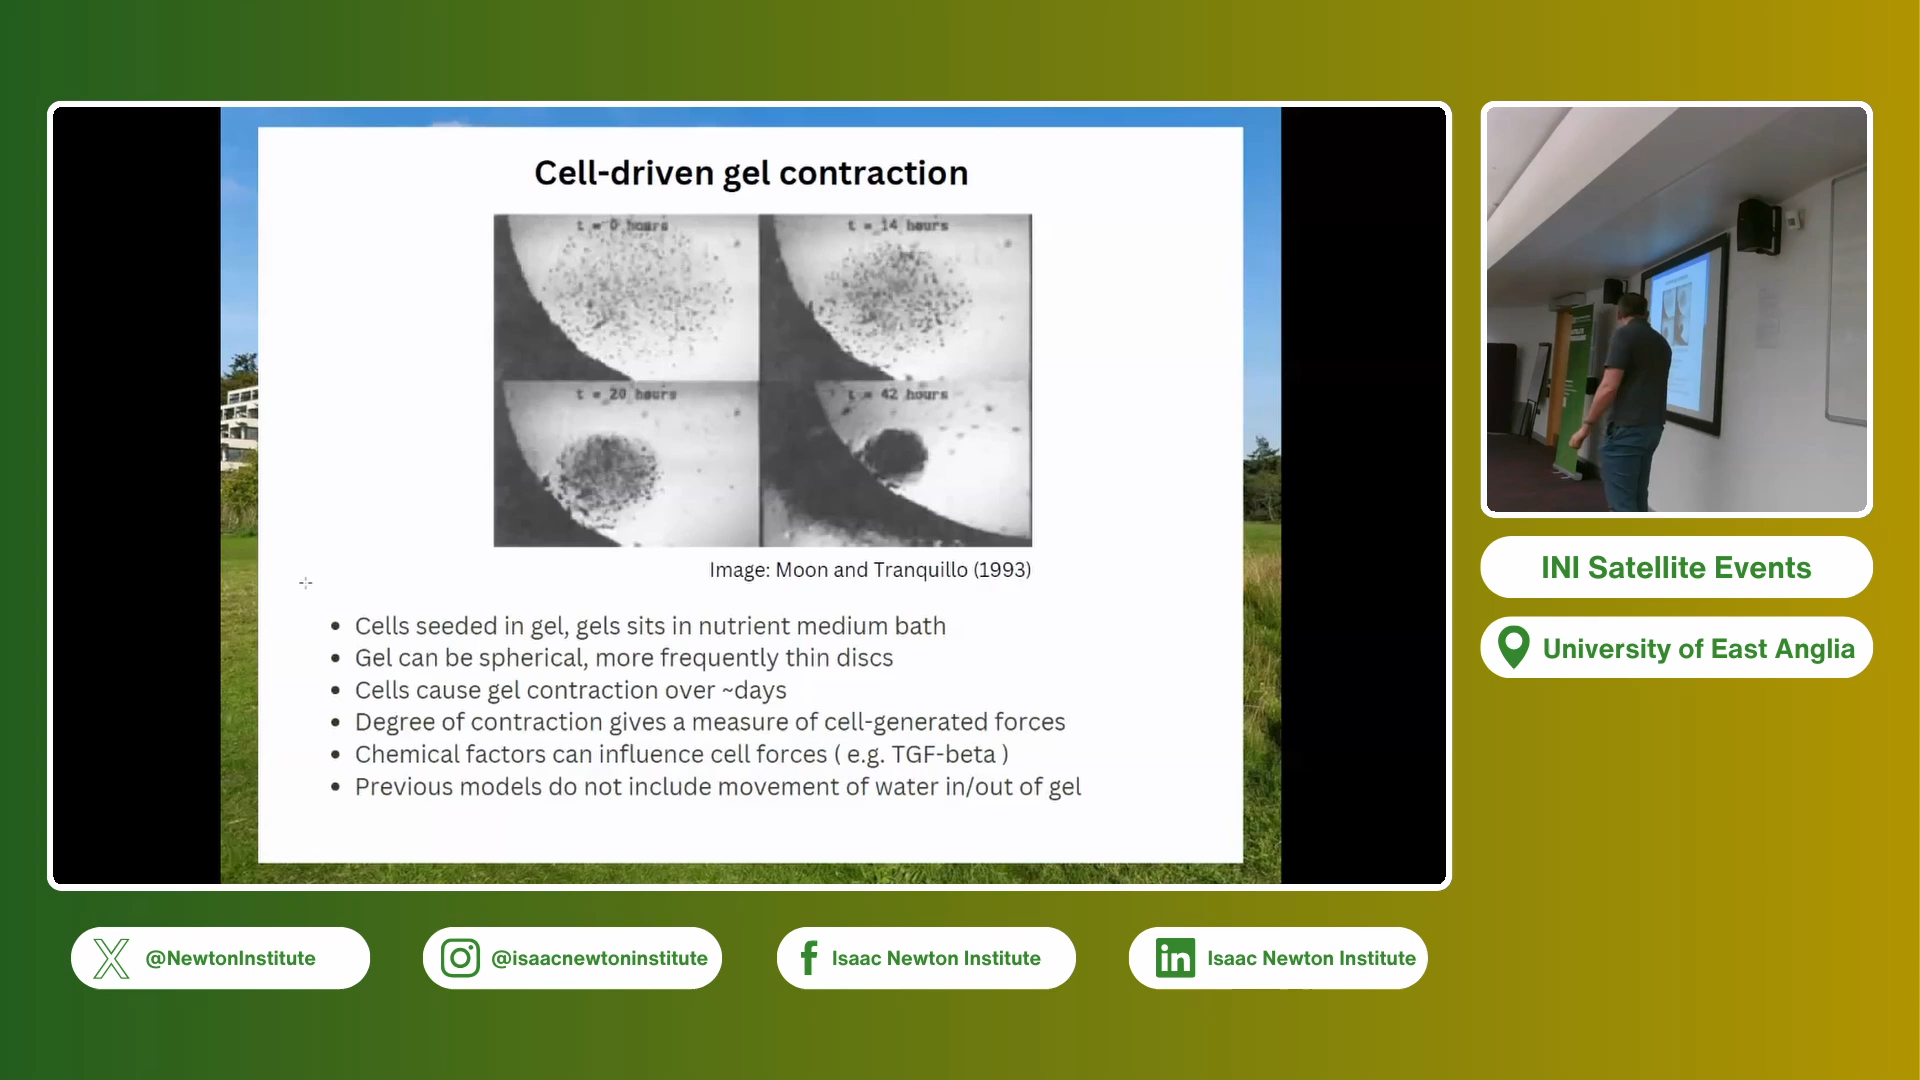 Cell-driven gel contraction
t = 0 hours
t = 14 hours
t = 20 hours
t = 42 hours
Image: Moon and Tranquillo (1993)
Cells seeded in gel, gels sits in nutrient medium bath
Gel can be spherical, more frequently thin discs
Cells cause gel contraction over ~days
Degree of contraction gives a measure of cell-generated forces
Chemical factors can influence cell forces ( e.g. TGF-beta )
Previous models do not include movement of water in/out of gel
INI Satellite Events
University of East Anglia
@NewtonInstitute
@isaacnewtoninstitute
Isaac Newton Institute
Isaac Newton Institute